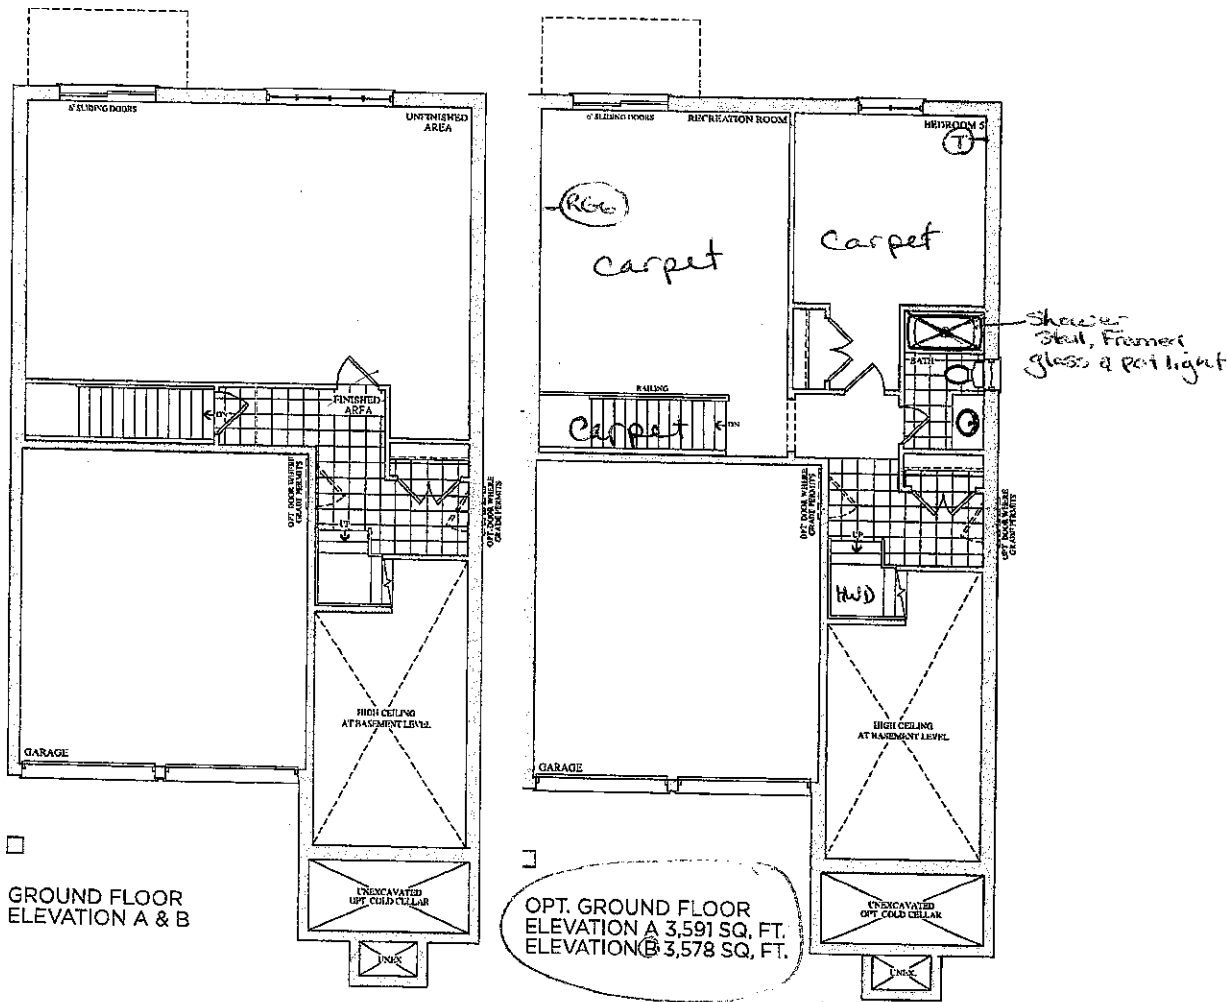 6' SLIDING DOORS
UNFINISHED
AREA
FINISHED
AREA
DN
OPT. DOOR WHERE
GRADE PERMITS
OPT. DOOR WHERE
GRADE PERMITS
UP
HIGH CEILING
AT BASEMENT LEVEL
GARAGE
UNEXCAVATED
OPT. COLD CELLAR
UNEX.
GROUND FLOOR
ELEVATION A & B
6' SLIDING DOORS
RECREATION ROOM
BEDROOM 5
T
RG6
carpet
carpet
Shower
Stall, Framed
glass & pot light
BATH
RAILING
Carpet
DN
OPT. DOOR WHERE
GRADE PERMITS
OPT. DOOR WHERE
GRADE PERMITS
UP
HWD
HIGH CEILING
AT BASEMENT LEVEL
GARAGE
UNEXCAVATED
OPT. COLD CELLAR
UNEX.
OPT. GROUND FLOOR
ELEVATION A 3,591 SQ. FT.
ELEVATION B 3,578 SQ. FT.